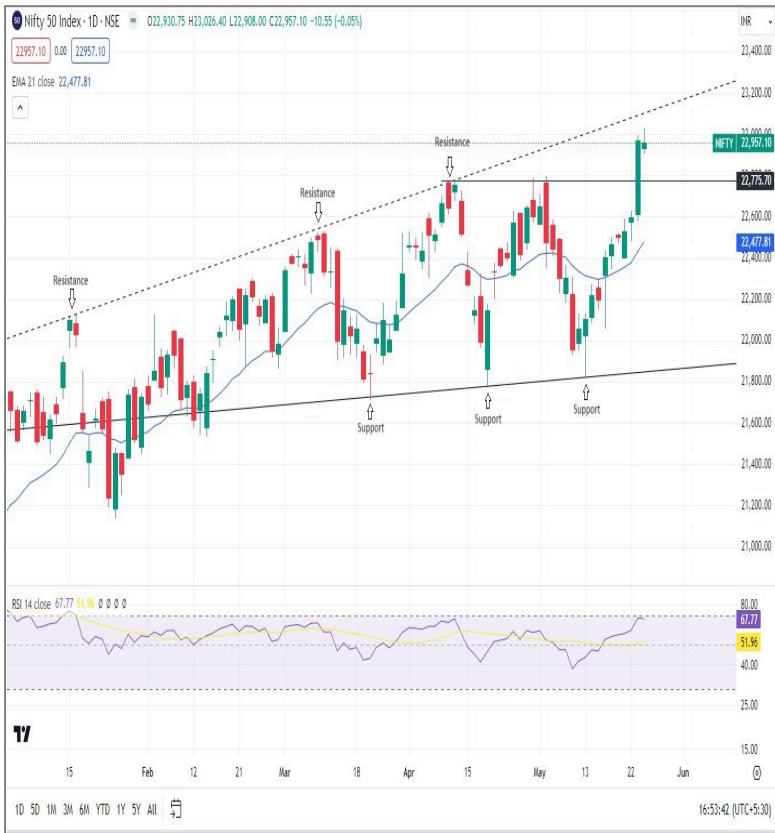 50 Nifty 50 Index · 1D · NSE O22,930.75 H23,026.40 L22,908.00 C22,957.10 −10.55 (−0.05%) INR
22957.10 0.00 22957.10
EMA 21 close 22,477.81
23,400.00
23,200.00
23,000.00
NIFTY 22,957.10
22,775.70
22,600.00
22,477.81
22,400.00
22,200.00
22,000.00
21,800.00
21,600.00
21,400.00
21,200.00
21,000.00
Resistance
Resistance
Resistance
Support
Support
Support
RSI 14 close 67.77 51.96 Ø Ø Ø Ø
80.00
67.77
51.96
40.00
25.00
15.00
15 Feb 12 21 Mar 18 Apr 15 May 13 22 Jun
1D 5D 1M 3M 6M YTD 1Y 5Y All 16:53:42 (UTC+5:30)